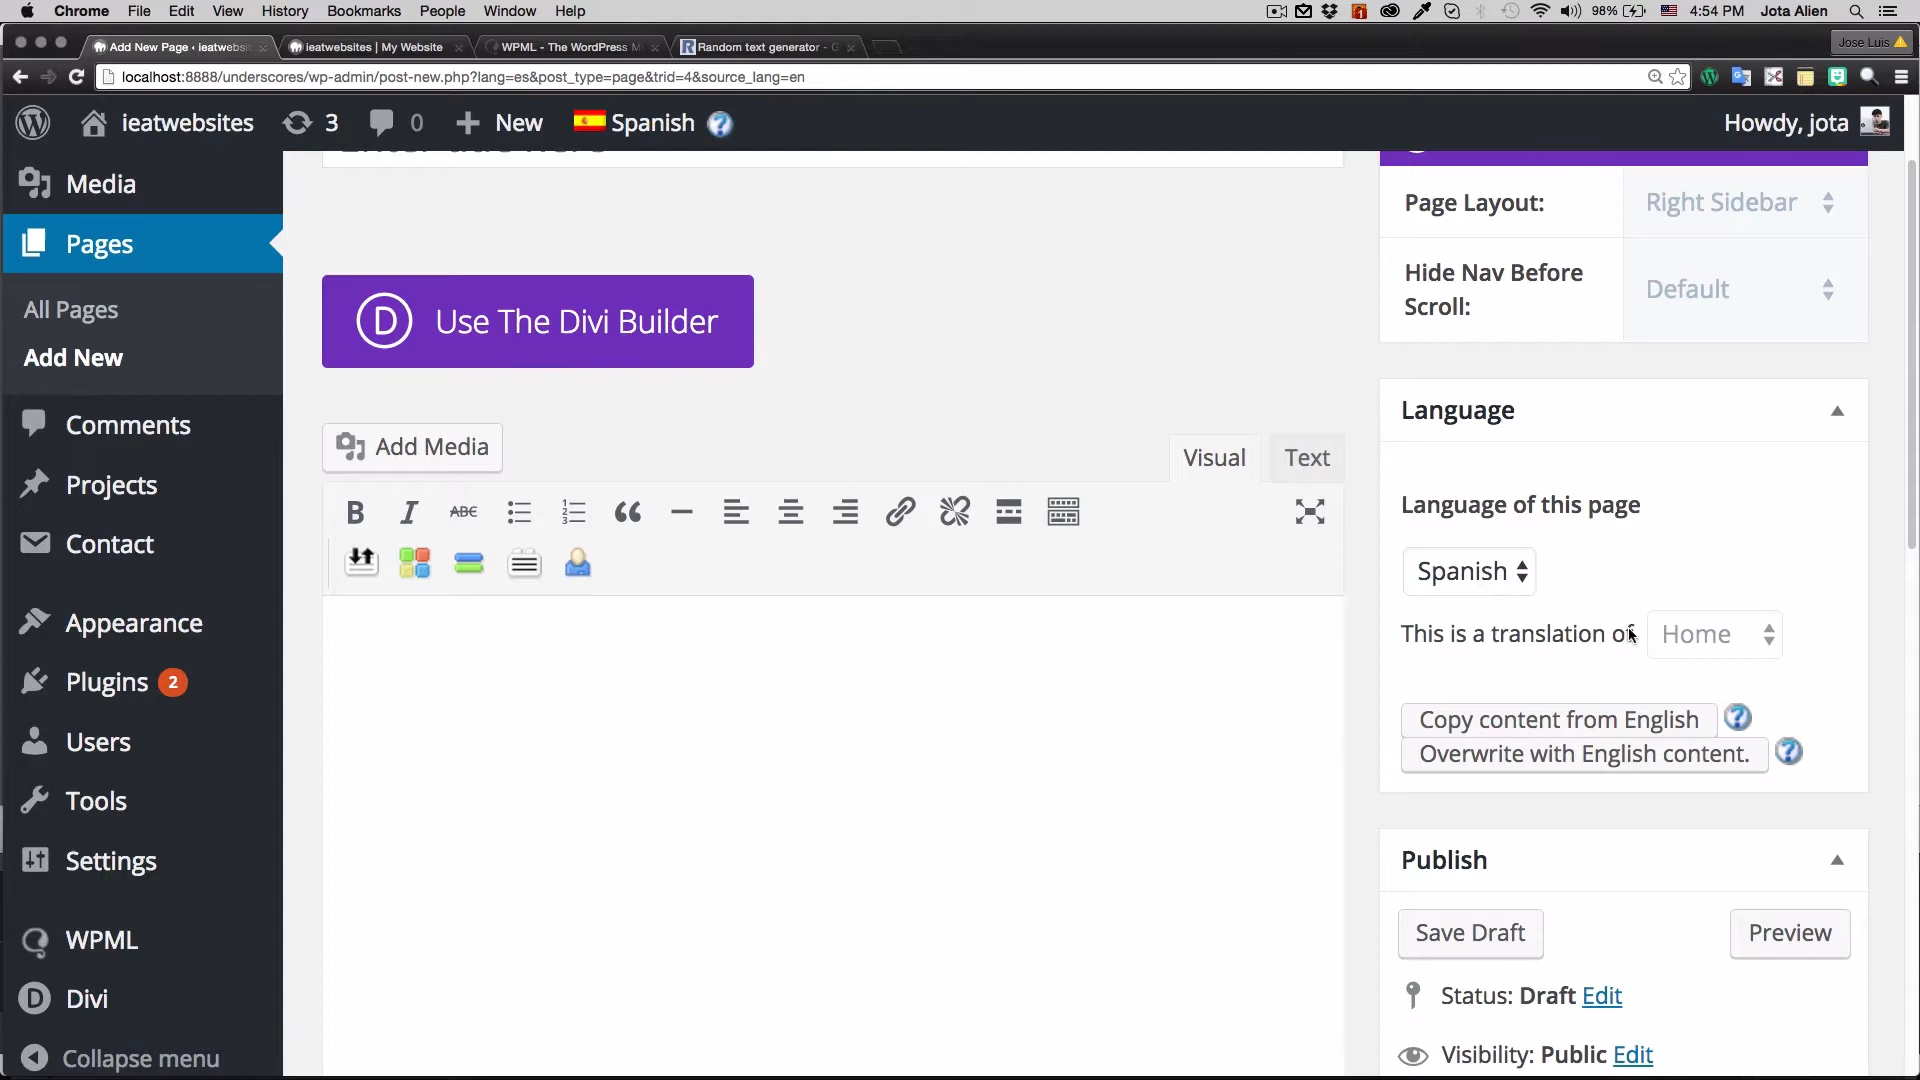 Chrome File Edit View History Bookmarks People Window Help
1 98% 4:54 PM Jota Alien
Add New Page ‹ ieatwebsit
ieatwebsites | My Website
WPML - The WordPress M
Random text generator -
Jose Luis
localhost:8888/underscores/wp-admin/post-new.php?lang=es&post_type=page&trid=4&source_lang=en
ieatwebsites 3 0 New Spanish Howdy, jota
Enter title here
Media
Pages
All Pages
Add New
Comments
Projects
Contact
Appearance
Plugins 2
Users
Tools
Settings
WPML
Divi
Collapse menu
Use The Divi Builder
Add Media
Visual Text
B I ABC
Page Layout: Right Sidebar
Hide Nav Before Scroll: Default
Language
Language of this page
Spanish
This is a translation of Home
Copy content from English
Overwrite with English content.
Publish
Save Draft Preview
Status: Draft Edit
Visibility: Public Edit